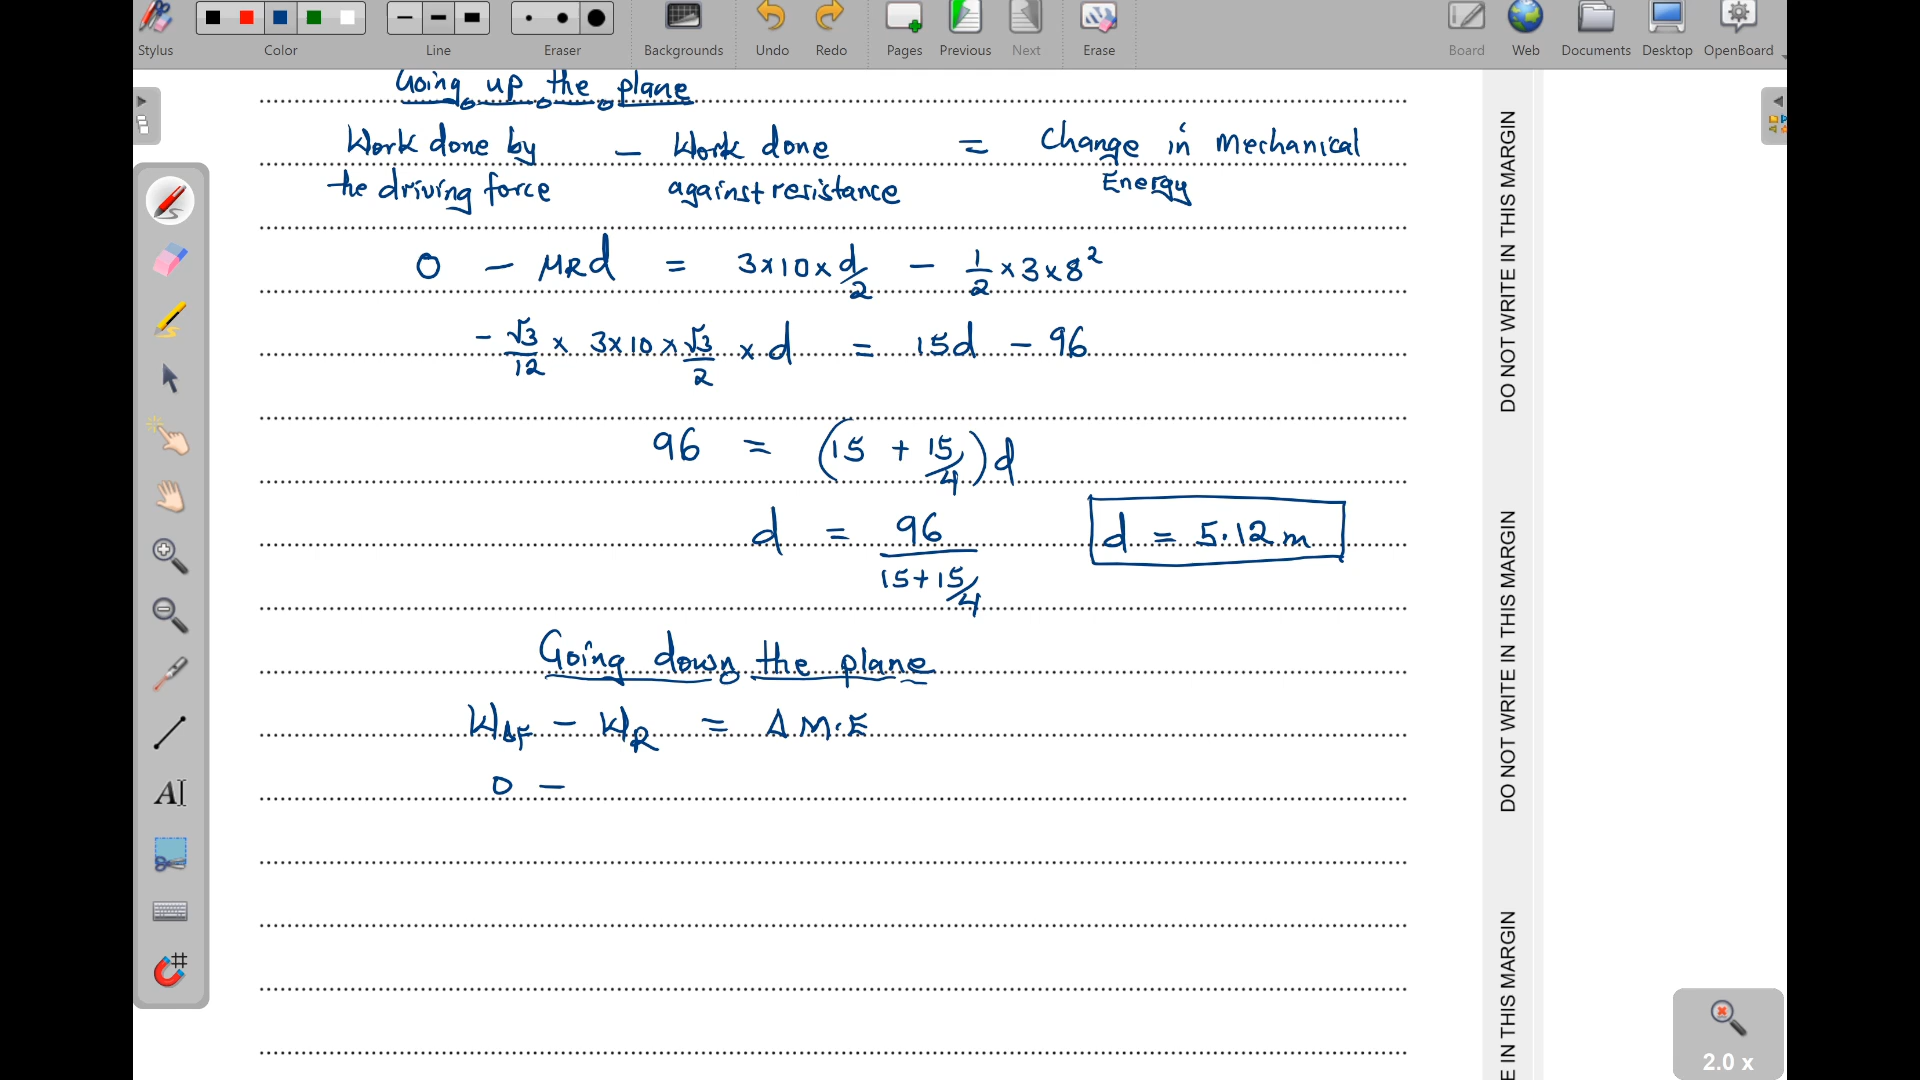 Stylus Color Line Eraser Backgrounds Undo Redo Pages Previous Next Erase Board Web Documents Desktop OpenBoard
Going up the plane
Work done by the driving force − Work done against resistance = Change in Mechanical Energy
0 − μRd = 3×10×d/2 − 1/2×3×8²
− √3/12 × 3×10×√3/2 × d = 15d − 96
96 = (15 + 15/4)d
d = 96/(15+15/4)
d = 5.12 m
Going down the plane
W_DF − W_R = Δ M.E
0 −
DO NOT WRITE IN THIS MARGIN
DO NOT WRITE IN THIS MARGIN
E IN THIS MARGIN
AI
2.0 x